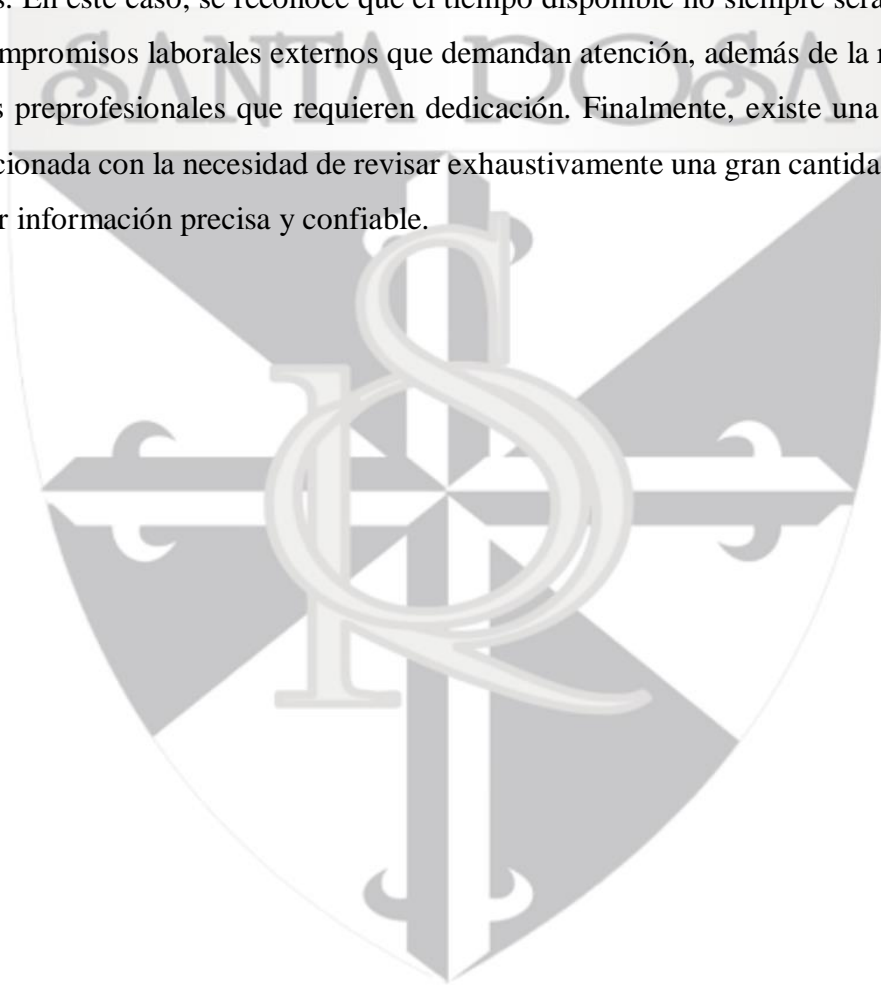 s. En este caso, se reconoce que el tiempo disponible no siempre será
mpromisos laborales externos que demandan atención, además de la
s preprofesionales que requieren dedicación. Finalmente, existe una
cionada con la necesidad de revisar exhaustivamente una gran cantida
r información precisa y confiable.
SANTA ROSA